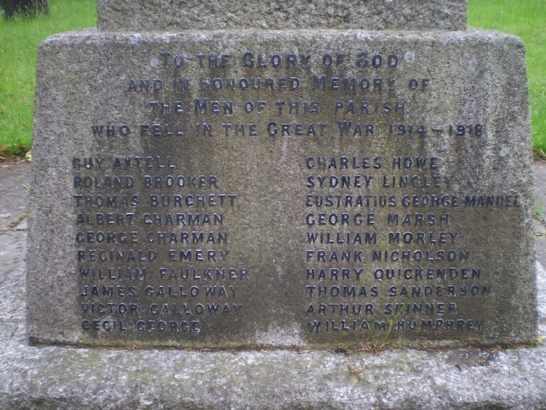 TO THE GLORY OF GOD
AND IN HONOURED MEMORY OF
THE MEN OF THIS PARISH
WHO FELL IN THE GREAT WAR 1914-1918
GUY AXTELL
ROLAND BROOKER
THOMAS BURCHETT
ALBERT CHARMAN
GEORGE CHARMAN
REGINALD EMERY
WILLIAM FAULKNER
JAMES GALLOWAY
VICTOR GALLOWAY
CECIL GEORGE
CHARLES HOWE
SYDNEY LINGLEY
EUSTRATIUS GEORGE MANUEL
GEORGE MARSH
WILLIAM MORLEY
FRANK NICHOLSON
HARRY QUICKENDEN
THOMAS SANDERSON
ARTHUR SKINNER
WILLIAM HUMPHREY